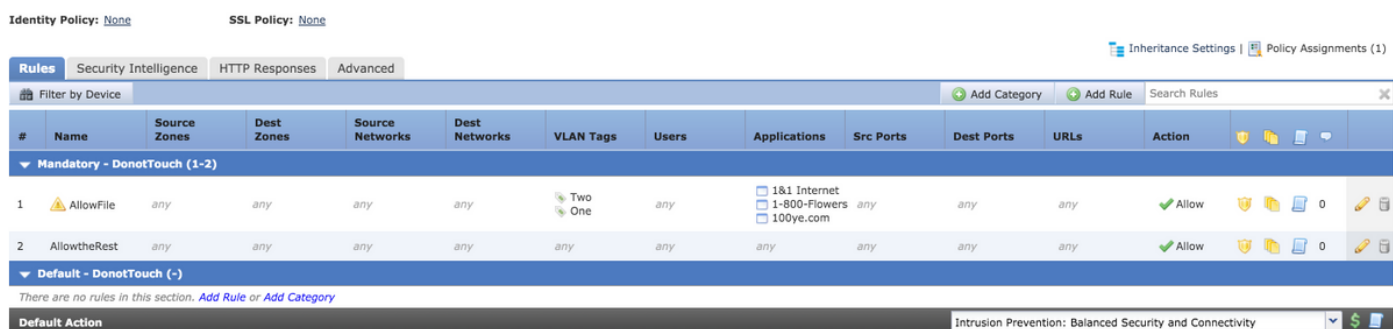 Identity Policy: None SSL Policy: None
Inheritance Settings | Policy Assignments (1)
Rules Security Intelligence HTTP Responses Advanced
Filter by Device Add Category Add Rule Search Rules
# Name Source Zones Dest Zones Source Networks Dest Networks VLAN Tags Users Applications Src Ports Dest Ports URLs Action
Mandatory - DonotTouch (1-2)
1 AllowFile any any any any Two One any 1&1 Internet 1-800-Flowers 100ye.com any any any Allow 0
2 AllowtheRest any any any any any any any any any any Allow 0
Default - DonotTouch (-)
There are no rules in this section. Add Rule or Add Category
Default Action Intrusion Prevention: Balanced Security and Connectivity